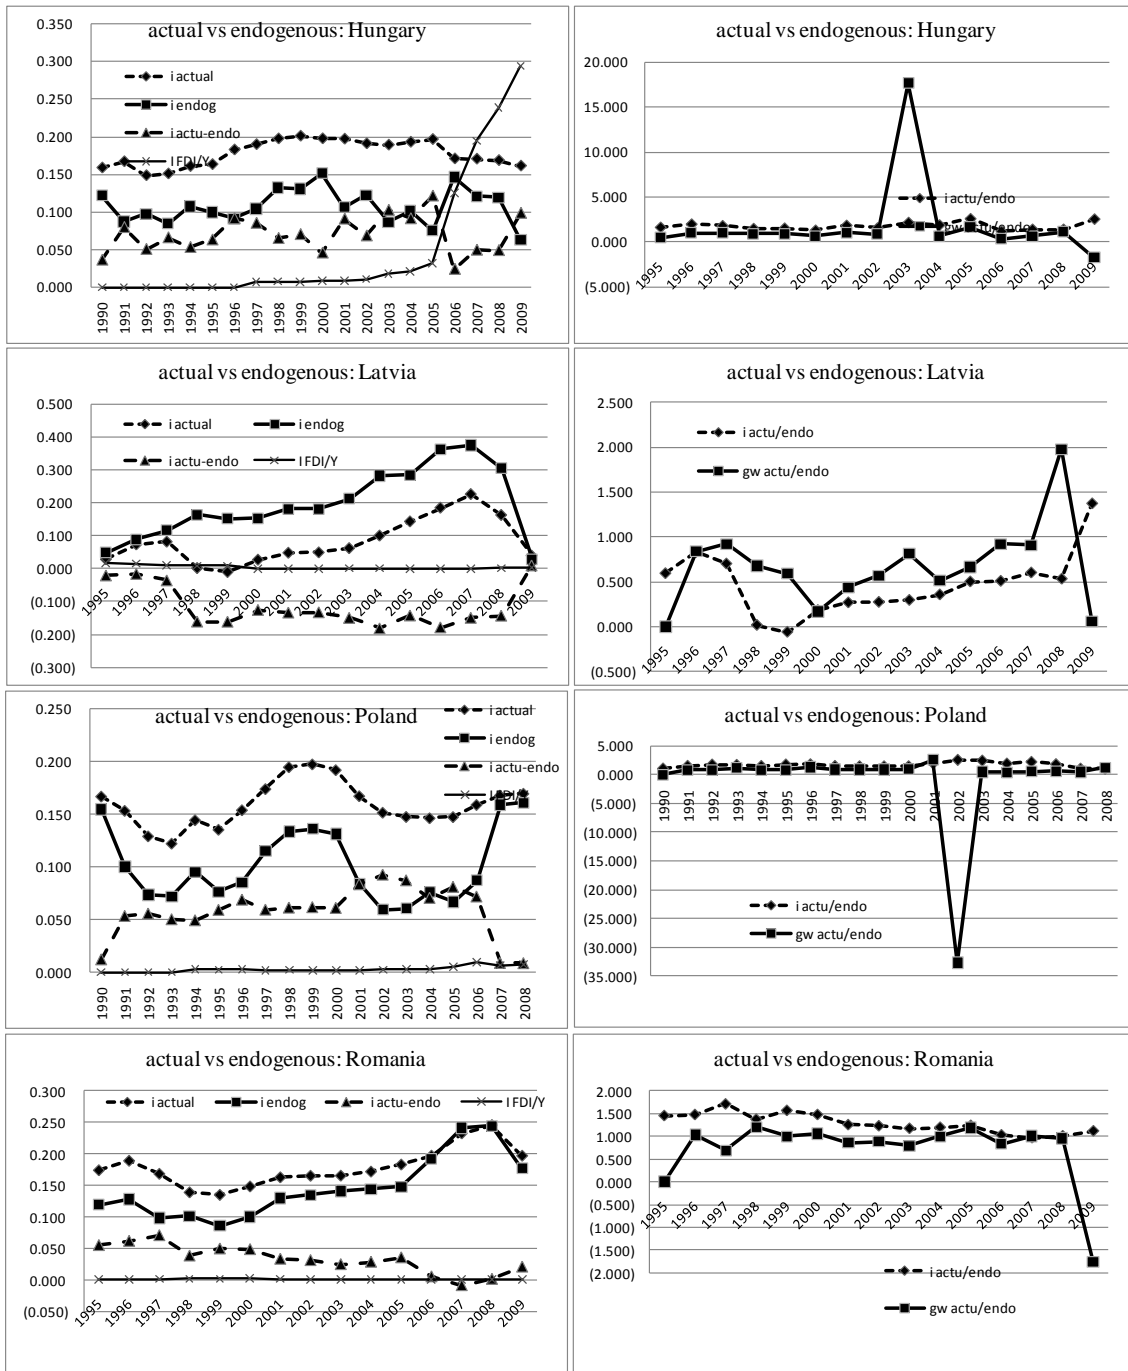 actual vs endogenous: Hungary
0.350
0.300
0.250
0.200
0.150
0.100
0.050
0.000
i actual
i endog
i actu-endo
I FDI/Y
1990 1991 1992 1993 1994 1995 1996 1997 1998 1999 2000 2001 2002 2003 2004 2005 2006 2007 2008 2009
actual vs endogenous: Hungary
20.000
15.000
10.000
5.000
0.000
(5.000)
i actu/endo
gw actu/endo
1995 1996 1997 1998 1999 2000 2001 2002 2003 2004 2005 2006 2007 2008 2009
actual vs endogenous: Latvia
0.500
0.400
0.300
0.200
0.100
0.000
(0.100)
(0.200)
(0.300)
i actual i endog
i actu-endo I FDI/Y
1995 1996 1997 1998 1999 2000 2001 2002 2003 2004 2005 2006 2007 2008 2009
actual vs endogenous: Latvia
2.500
2.000
1.500
1.000
0.500
0.000
(0.500)
i actu/endo
gw actu/endo
1995 1996 1997 1998 1999 2000 2001 2002 2003 2004 2005 2006 2007 2008 2009
actual vs endogenous: Poland
0.250
0.200
0.150
0.100
0.050
0.000
i actual
i endog
i actu-endo
I FDI/Y
1990 1991 1992 1993 1994 1995 1996 1997 1998 1999 2000 2001 2002 2003 2004 2005 2006 2007 2008
actual vs endogenous: Poland
5.000
0.000
(5.000)
(10.000)
(15.000)
(20.000)
(25.000)
(30.000)
(35.000)
1990 1991 1992 1993 1994 1995 1996 1997 1998 1999 2000 2001 2002 2003 2004 2005 2006 2007 2008
i actu/endo
gw actu/endo
actual vs endogenous: Romania
0.300
0.250
0.200
0.150
0.100
0.050
0.000
(0.050)
i actual i endog i actu-endo I FDI/Y
1995 1996 1997 1998 1999 2000 2001 2002 2003 2004 2005 2006 2007 2008 2009
actual vs endogenous: Romania
2.000
1.500
1.000
0.500
0.000
(0.500)
(1.000)
(1.500)
(2.000)
1995 1996 1997 1998 1999 2000 2001 2002 2003 2004 2005 2006 2007 2008 2009
i actu/endo
gw actu/endo